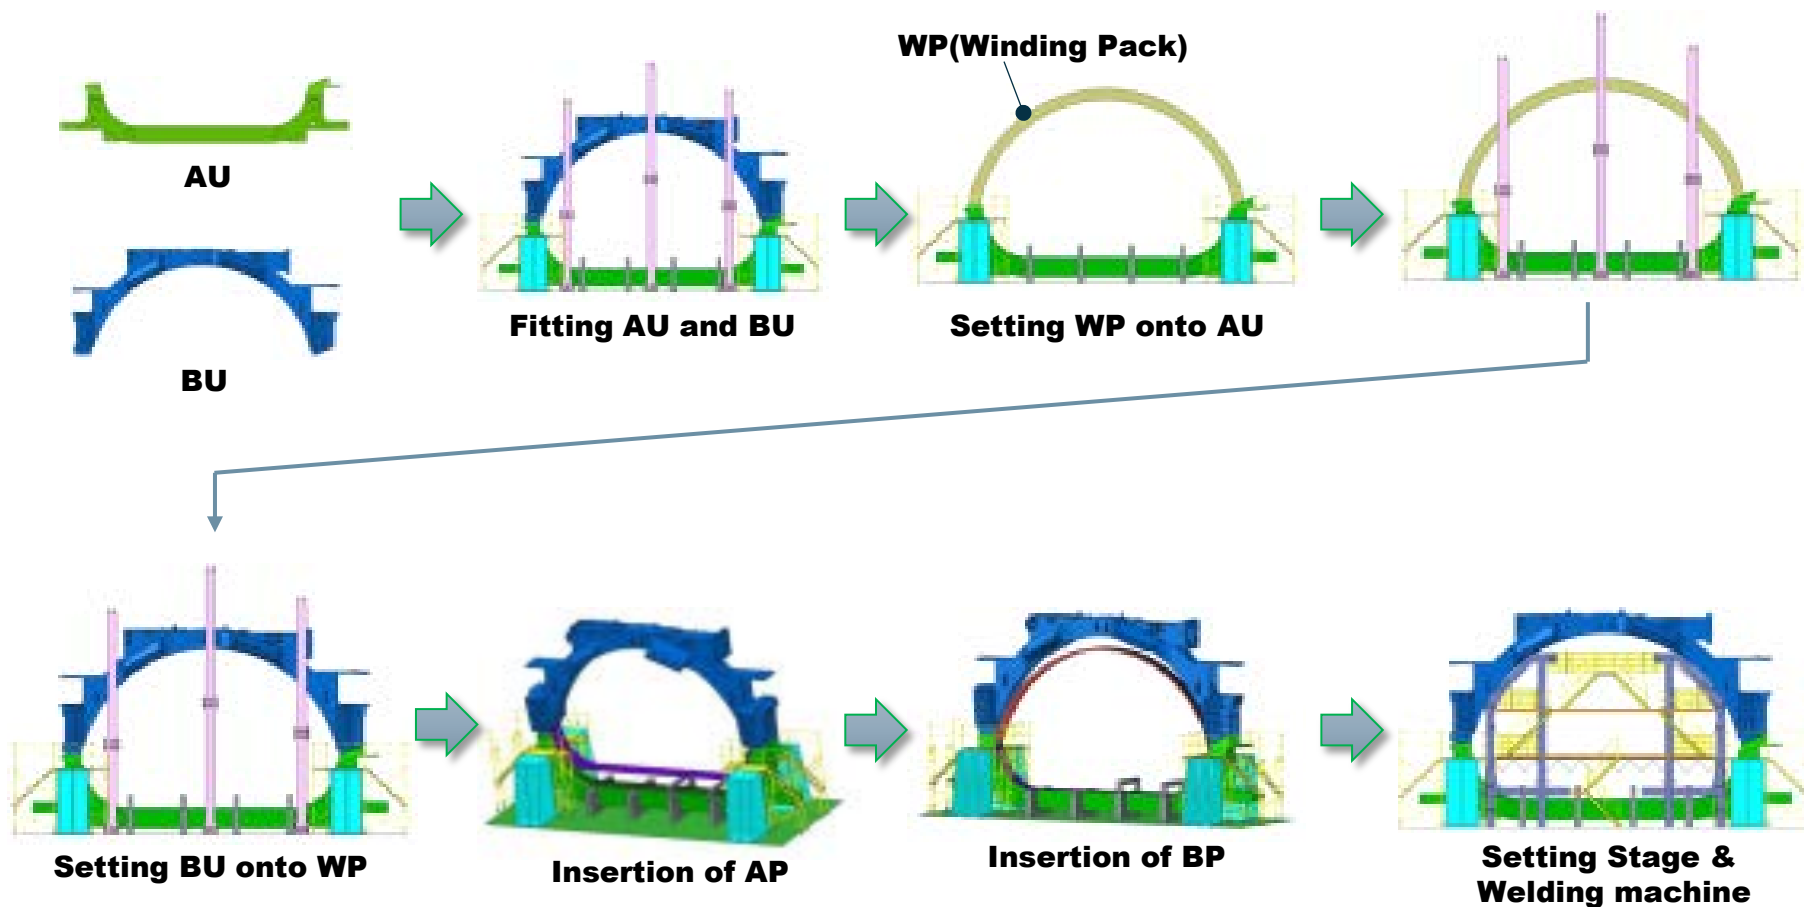 WP(Winding Pack)
AU
BU
Fitting AU and BU
Setting WP onto AU
Setting BU onto WP
Insertion of AP
Insertion of BP
Setting Stage &
Welding machine